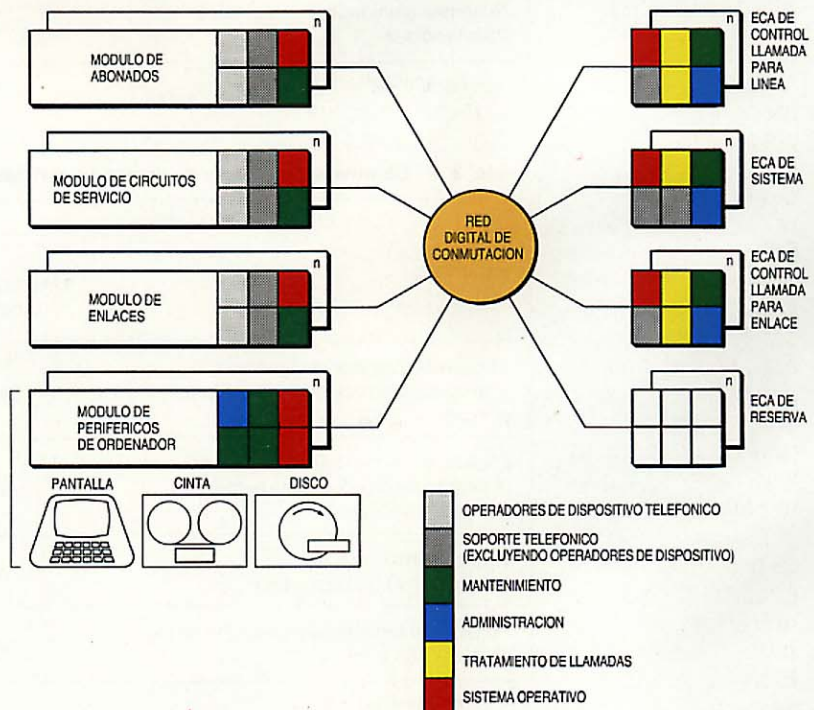 n
MODULO DE
ABONADOS
n
MODULO DE CIRCUITOS
DE SERVICIO
n
MODULO DE
ENLACES
n
MODULO DE
PERIFERICOS
DE ORDENADOR
PANTALLA
CINTA
DISCO
RED
DIGITAL DE
CONMUTACION
n
ECA DE
CONTROL
LLAMADA
PARA
LINEA
n
ECA DE
SISTEMA
n
ECA DE
CONTROL
LLAMADA
PARA
ENLACE
n
ECA DE
RESERVA
OPERADORES DE DISPOSITIVO TELEFONICO
SOPORTE TELEFONICO
(EXCLUYENDO OPERADORES DE DISPOSITIVO)
MANTENIMIENTO
ADMINISTRACION
TRATAMIENTO DE LLAMADAS
SISTEMA OPERATIVO